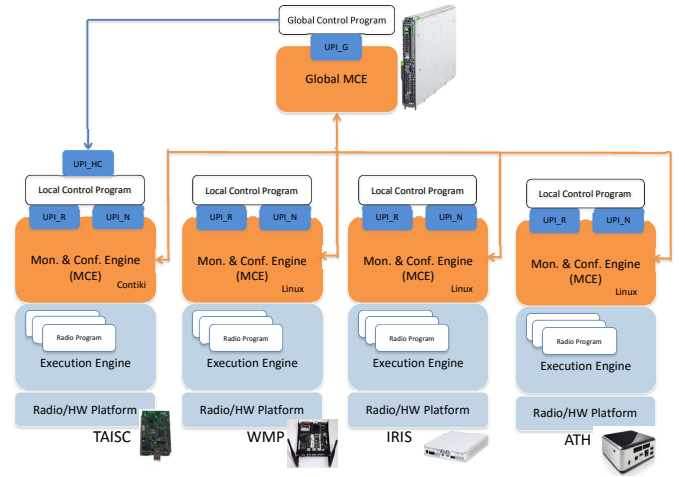 Global Control Program
UPI_G
Global MCE
UPI_HC
Local Control Program
UPI_R
UPI_N
Mon. & Conf. Engine
(MCE)
Contiki
Radio Program
Execution Engine
Radio/HW Platform
TAISC
Local Control Program
UPI_R
UPI_N
Mon. & Conf. Engine
(MCE)
Linux
Radio Program
Execution Engine
Radio/HW Platform
WMP
Local Control Program
UPI_R
UPI_N
Mon. & Conf. Engine
(MCE)
Linux
Radio Program
Execution Engine
Radio/HW Platform
IRIS
Local Control Program
UPI_R
UPI_N
Mon. & Conf. Engine
(MCE)
Linux
Radio Program
Execution Engine
Radio/HW Platform
ATH